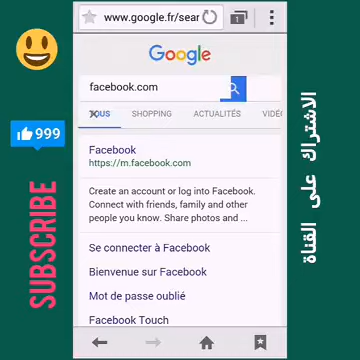 www.google.fr/sear
1
Google
facebook.com
TOUS SHOPPING ACTUALITÉS VIDÉ
Facebook
https://m.facebook.com
Create an account or log into Facebook.
Connect with friends, family and other
people you know. Share photos and ...
Se connecter à Facebook
Bienvenue sur Facebook
Mot de passe oublié
Facebook Touch
999
SUBSCRIBE
الاشتراك على القناة